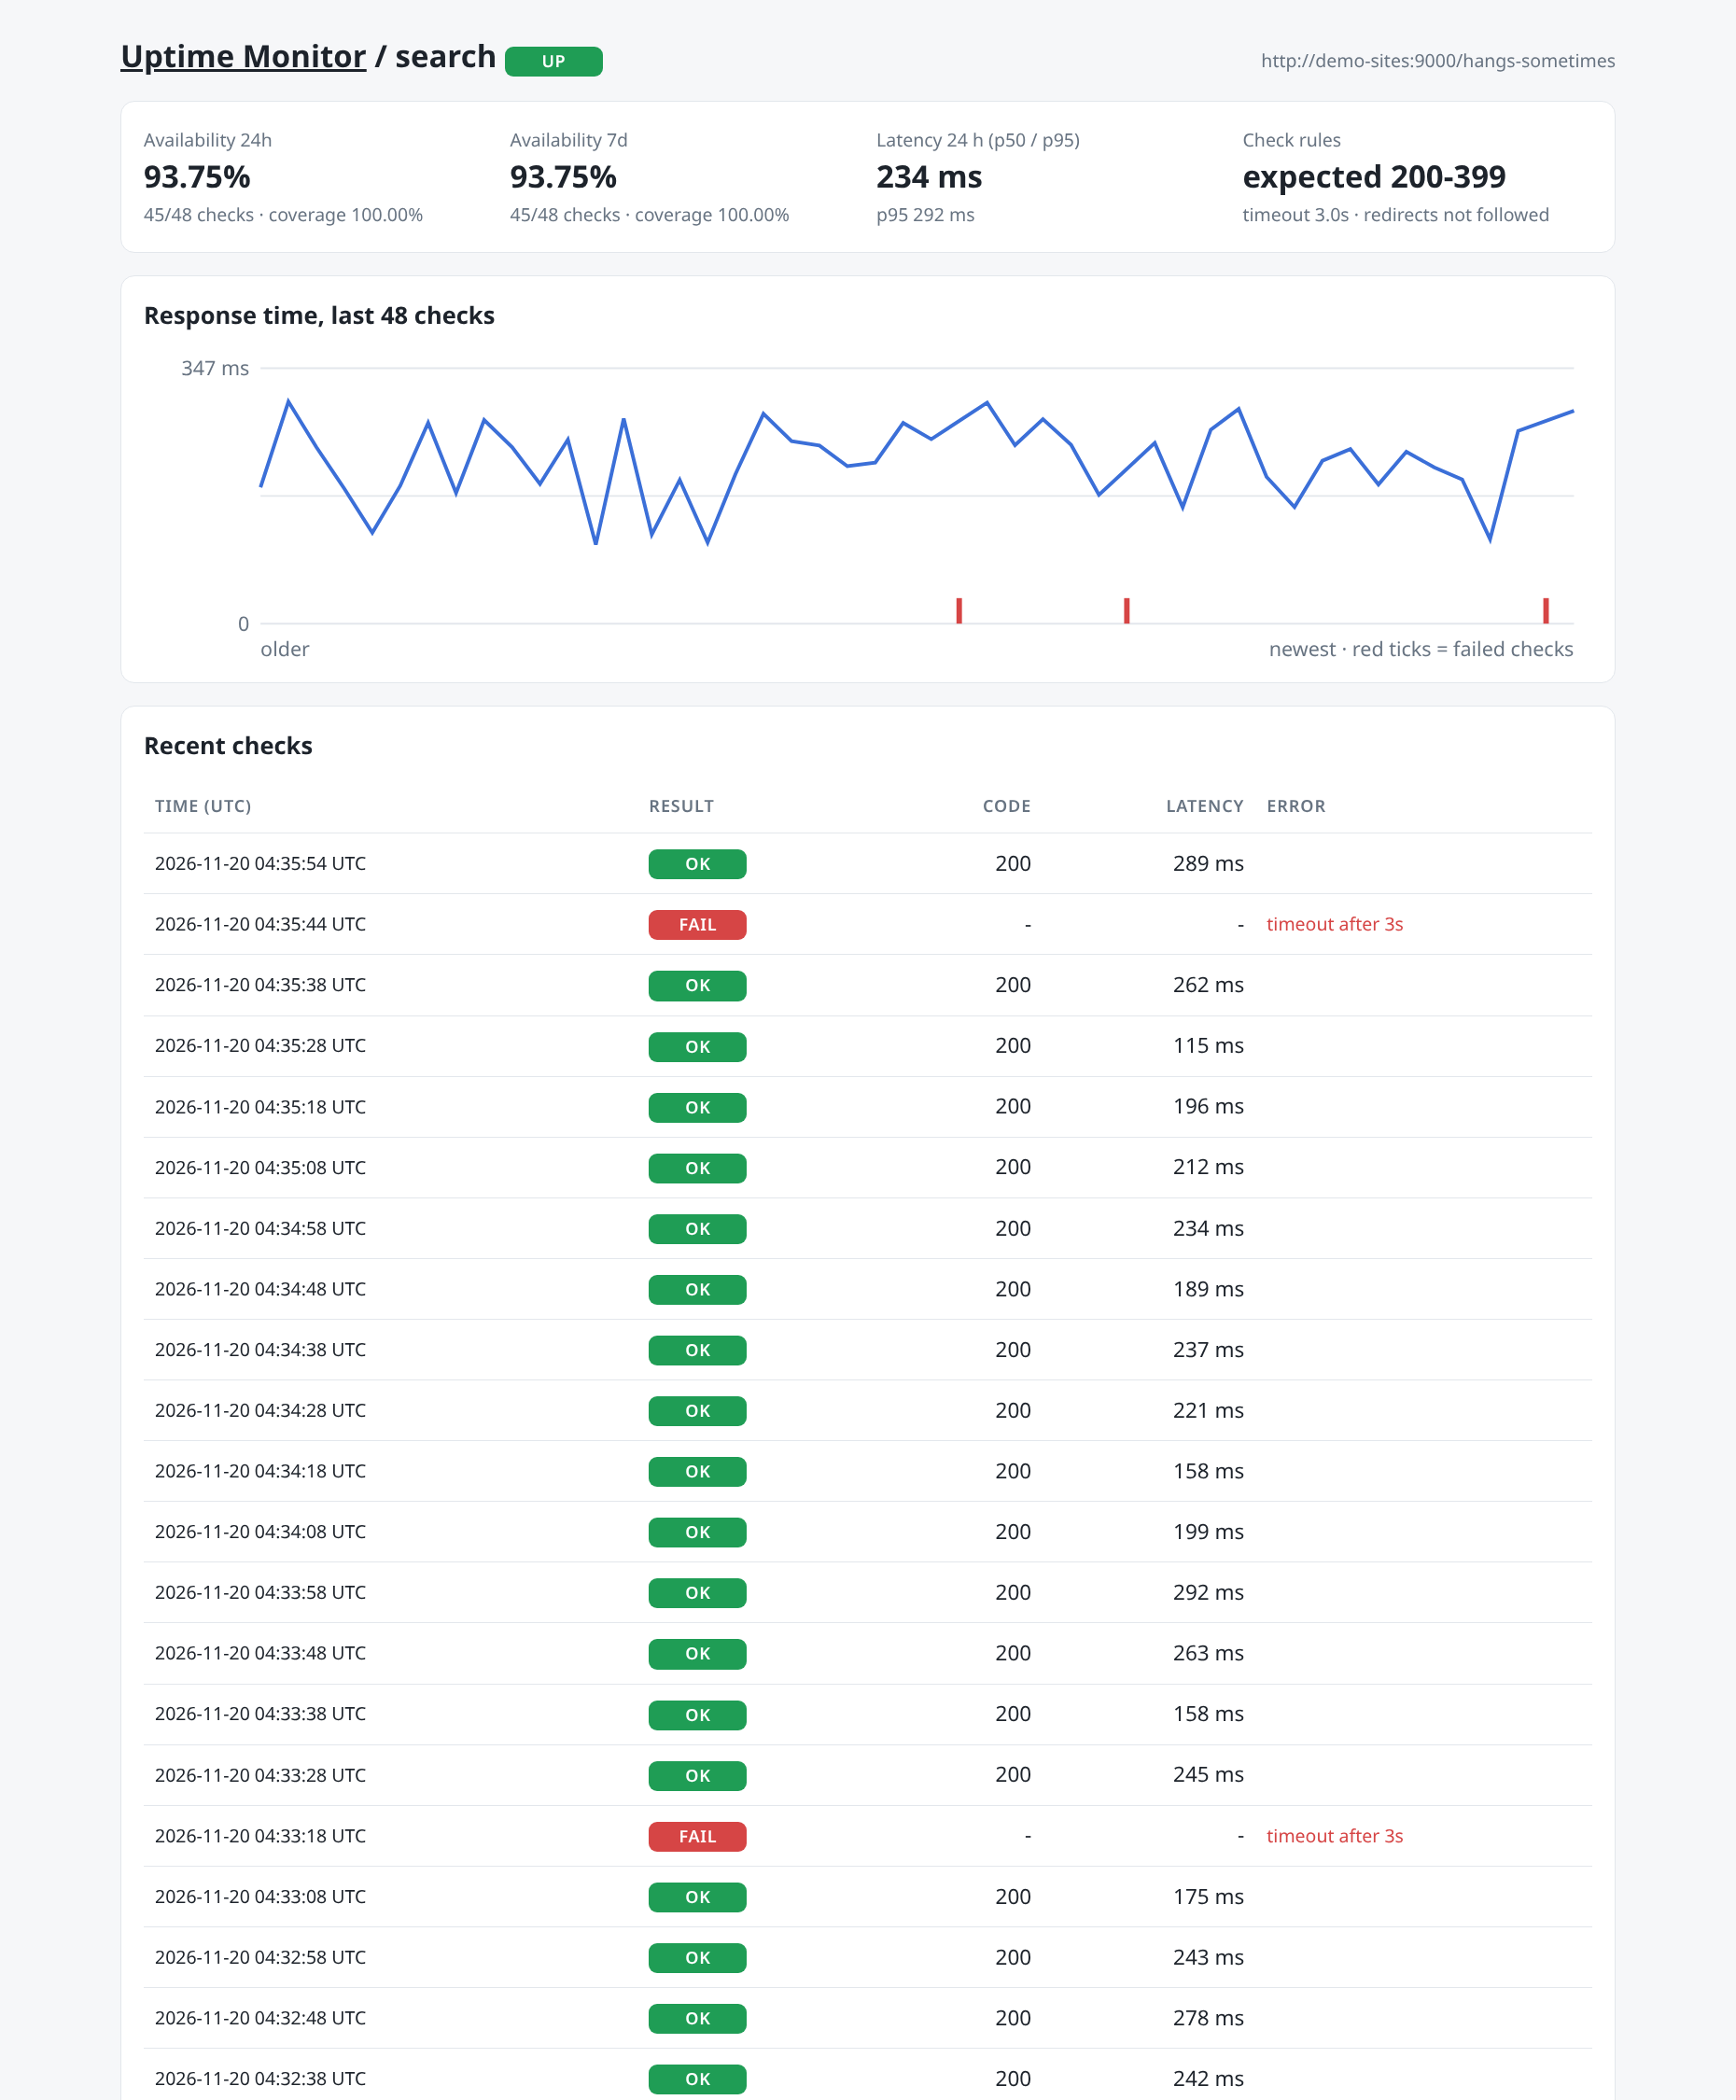 Uptime Monitor / search UP
http://demo-sites:9000/hangs-sometimes
Availability 24h
93.75%
45/48 checks · coverage 100.00%
Availability 7d
93.75%
45/48 checks · coverage 100.00%
Latency 24 h (p50 / p95)
234 ms
p95 292 ms
Check rules
expected 200-399
timeout 3.0s · redirects not followed
Response time, last 48 checks
347 ms
0
older
newest · red ticks = failed checks
Recent checks
TIME (UTC) RESULT CODE LATENCY ERROR
2026-11-20 04:35:54 UTC OK 200 289 ms
2026-11-20 04:35:44 UTC FAIL - - timeout after 3s
2026-11-20 04:35:38 UTC OK 200 262 ms
2026-11-20 04:35:28 UTC OK 200 115 ms
2026-11-20 04:35:18 UTC OK 200 196 ms
2026-11-20 04:35:08 UTC OK 200 212 ms
2026-11-20 04:34:58 UTC OK 200 234 ms
2026-11-20 04:34:48 UTC OK 200 189 ms
2026-11-20 04:34:38 UTC OK 200 237 ms
2026-11-20 04:34:28 UTC OK 200 221 ms
2026-11-20 04:34:18 UTC OK 200 158 ms
2026-11-20 04:34:08 UTC OK 200 199 ms
2026-11-20 04:33:58 UTC OK 200 292 ms
2026-11-20 04:33:48 UTC OK 200 263 ms
2026-11-20 04:33:38 UTC OK 200 158 ms
2026-11-20 04:33:28 UTC OK 200 245 ms
2026-11-20 04:33:18 UTC FAIL - - timeout after 3s
2026-11-20 04:33:08 UTC OK 200 175 ms
2026-11-20 04:32:58 UTC OK 200 243 ms
2026-11-20 04:32:48 UTC OK 200 278 ms
2026-11-20 04:32:38 UTC OK 200 242 ms